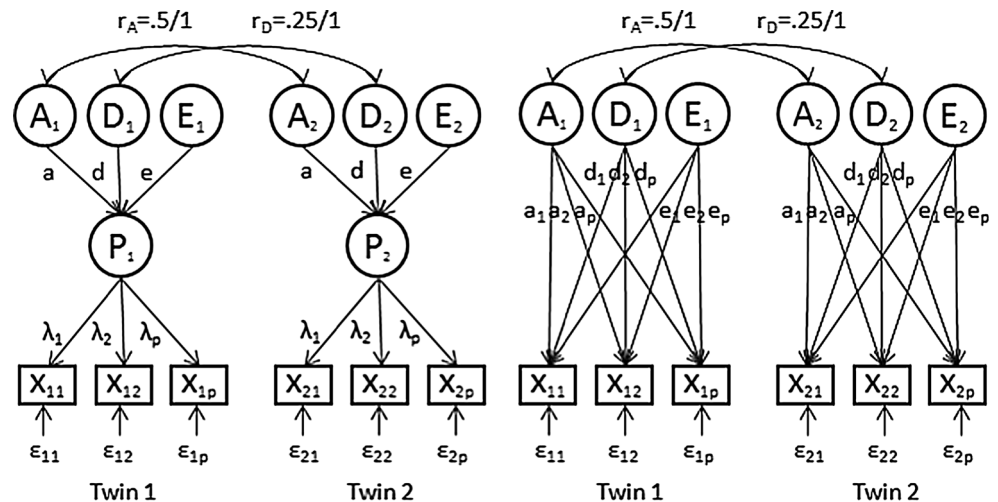 rA=.5/1 rD=.25/1 rA=.5/1 rD=.25/1
A₁ D₁ E₁ A₂ D₂ E₂ A₁ D₁ E₁ A₂ D₂ E₂
a d e a d e d₁ d₂ dₚ d₁ d₂ dₚ
a₁ a₂ aₚ e₁ e₂ eₚ a₁ a₂ aₚ e₁ e₂ eₚ
P₁ P₂
λ₁ λ₂ λₚ λ₁ λ₂ λₚ
X₁₁ X₁₂ X₁ₚ X₂₁ X₂₂ X₂ₚ X₁₁ X₁₂ X₁ₚ X₂₁ X₂₂ X₂ₚ
ε₁₁ ε₁₂ ε₁ₚ ε₂₁ ε₂₂ ε₂ₚ ε₁₁ ε₁₂ ε₁ₚ ε₂₁ ε₂₂ ε₂ₚ
Twin 1 Twin 2 Twin 1 Twin 2